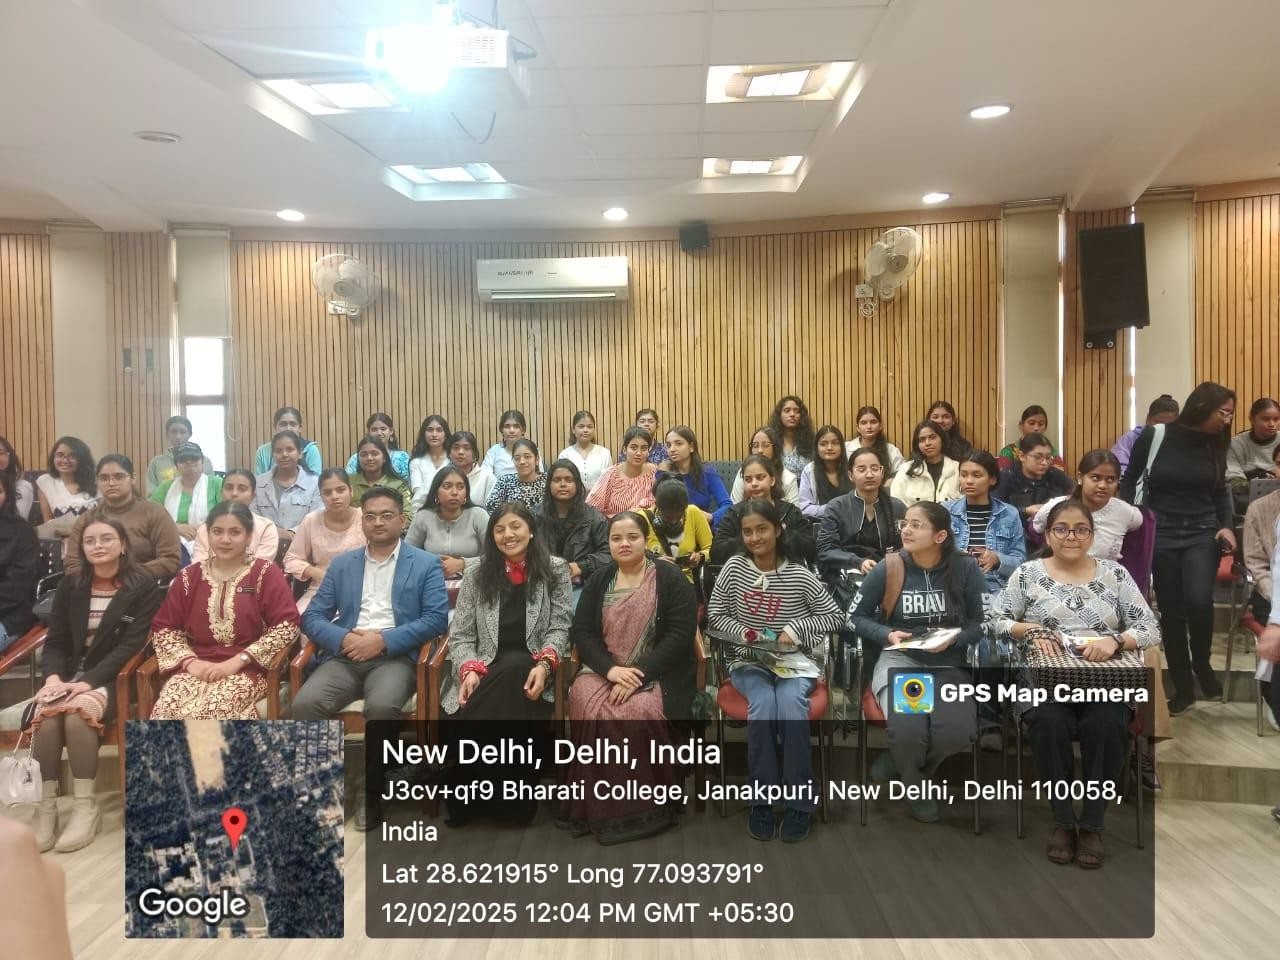 BRAV
GPS Map Camera
New Delhi, Delhi, India
J3cv+qf9 Bharati College, Janakpuri, New Delhi, Delhi 110058,
India
Lat 28.621915° Long 77.093791°
12/02/2025 12:04 PM GMT +05:30
Google